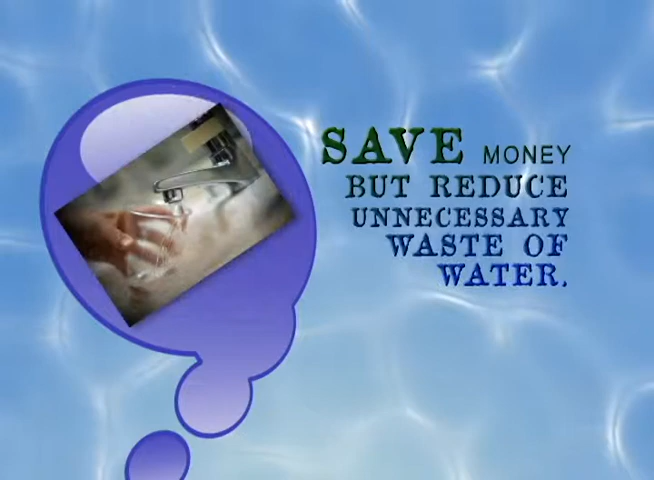 SAVE MONEY
BUT REDUCE
UNNECESSARY
WASTE OF
WATER.